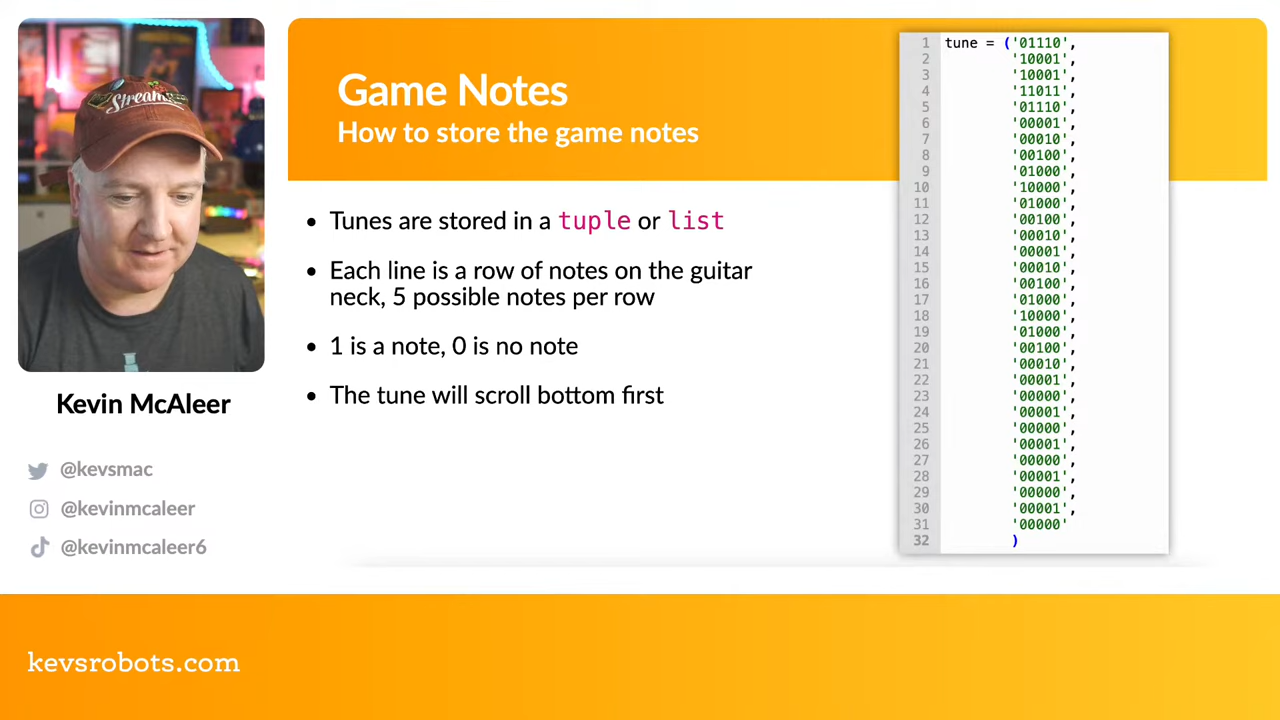 Stream
Kevin McAleer
@kevsmac
@kevinmcaleer
@kevinmcaleer6
Game Notes
How to store the game notes
• Tunes are stored in a tuple or list
• Each line is a row of notes on the guitar
neck, 5 possible notes per row
• 1 is a note, 0 is no note
• The tune will scroll bottom first
1 tune = ('01110',
2 '10001',
3 '10001',
4 '11011',
5 '01110',
6 '00001',
7 '00010',
8 '00100',
9 '01000',
10 '10000',
11 '01000',
12 '00100',
13 '00010',
14 '00001',
15 '00010',
16 '00100',
17 '01000',
18 '10000',
19 '01000',
20 '00100',
21 '00010',
22 '00001',
23 '00000',
24 '00001',
25 '00000',
26 '00001',
27 '00000',
28 '00001',
29 '00000',
30 '00001',
31 '00000'
32 )
kevsrobots.com